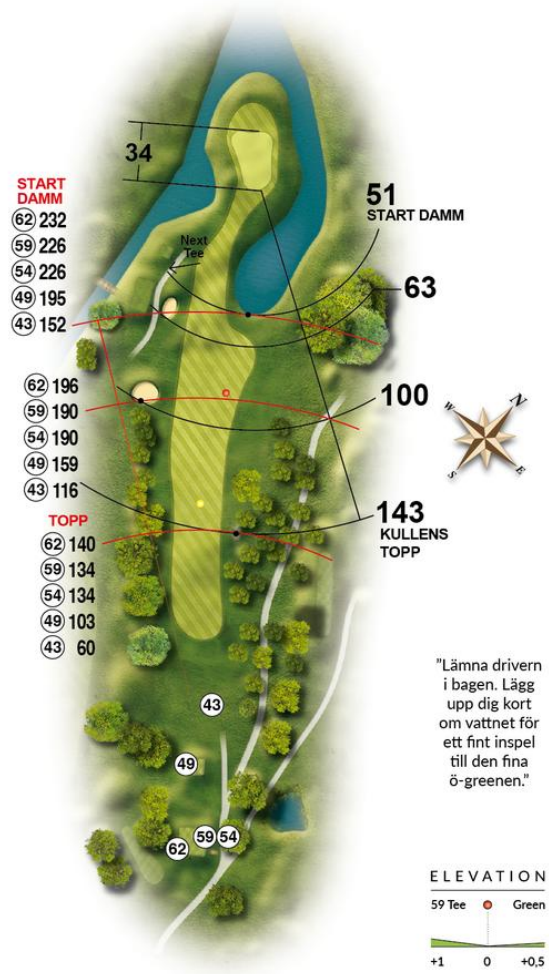 34
START
DAMM
62 232
59 226
54 226
49 195
43 152
62 196
59 190
54 190
49 159
43 116
TOPP
62 140
59 134
54 134
49 103
43 60
Next
Tee
51
START DAMM
63
100
143
KULLENS
TOPP
N
W
E
S
43
49
59 54
62
"Lämna drivern
i bagen. Lägg
upp dig kort
om vattnet för
ett fint inspel
till den fina
ö-greenen."
ELEVATION
59 Tee Green
+1 0 +0,5